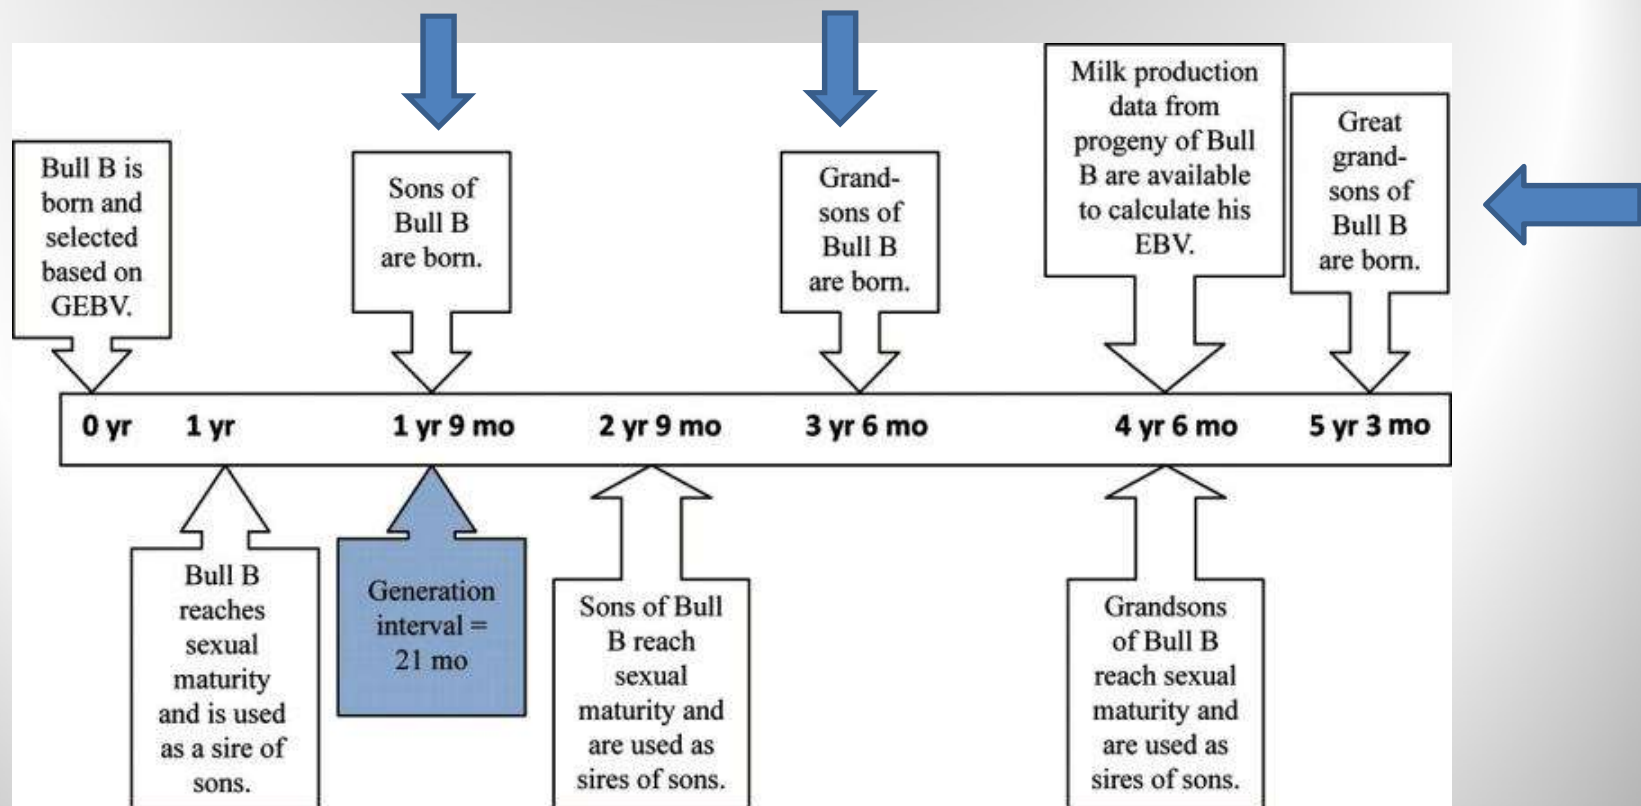 Bull B is
born and
selected
based on
GEBV.
Sons of
Bull B
are born.
Grand-
sons of
Bull B
are born.
Milk production
data from
progeny of Bull
B are available
to calculate his
EBV.
Great
grand-
sons of
Bull B
are born.
0 yr 1 yr 1 yr 9 mo 2 yr 9 mo 3 yr 6 mo 4 yr 6 mo 5 yr 3 mo
Bull B
reaches
sexual
maturity
and is used
as a sire of
sons.
Generation
interval =
21 mo
Sons of Bull
B reach
sexual
maturity and
are used as
sires of sons.
Grandsons
of Bull B
reach sexual
maturity and
are used as
sires of sons.